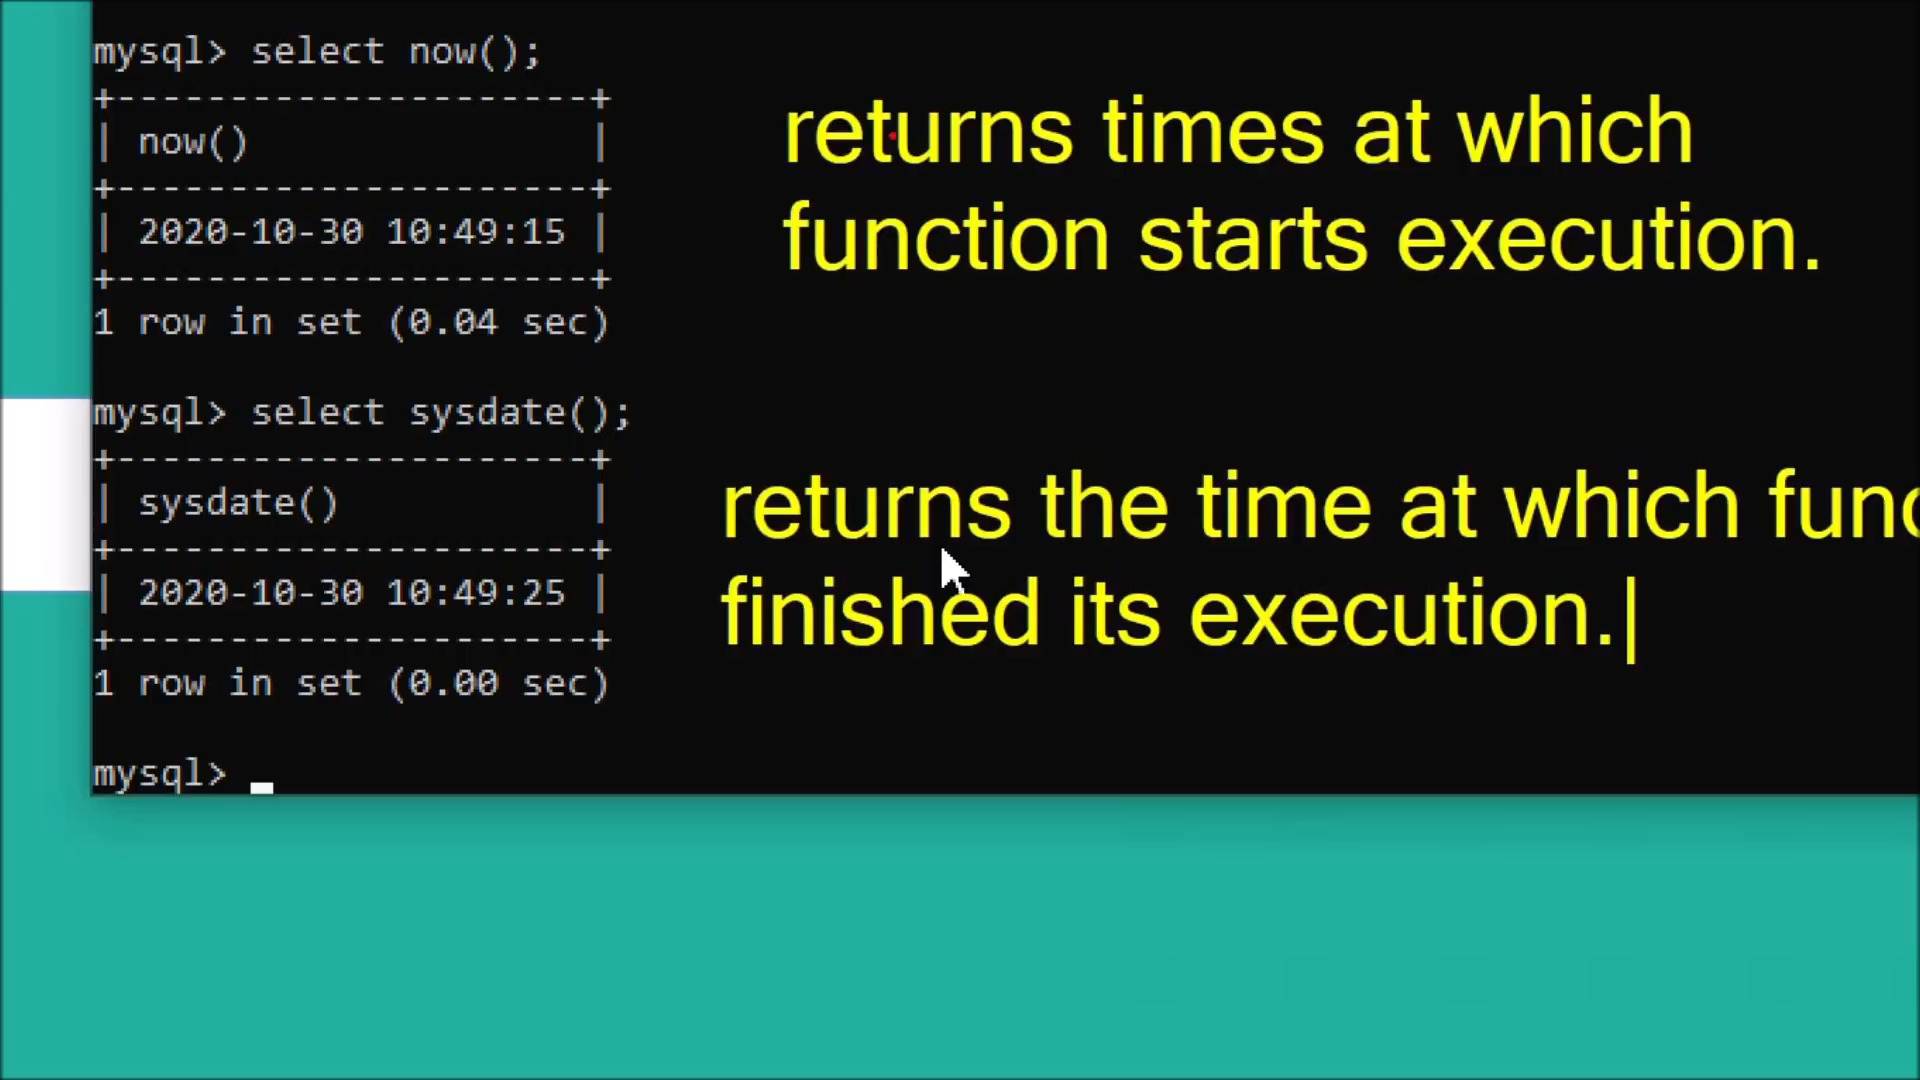 mysql> select now();
+---------------------+
| now()               |
+---------------------+
| 2020-10-30 10:49:15 |
+---------------------+
1 row in set (0.04 sec)
returns times at which
function starts execution.
mysql> select sysdate();
+---------------------+
| sysdate()           |
+---------------------+
| 2020-10-30 10:49:25 |
+---------------------+
1 row in set (0.00 sec)
returns the time at which
finished its execution.
mysql>